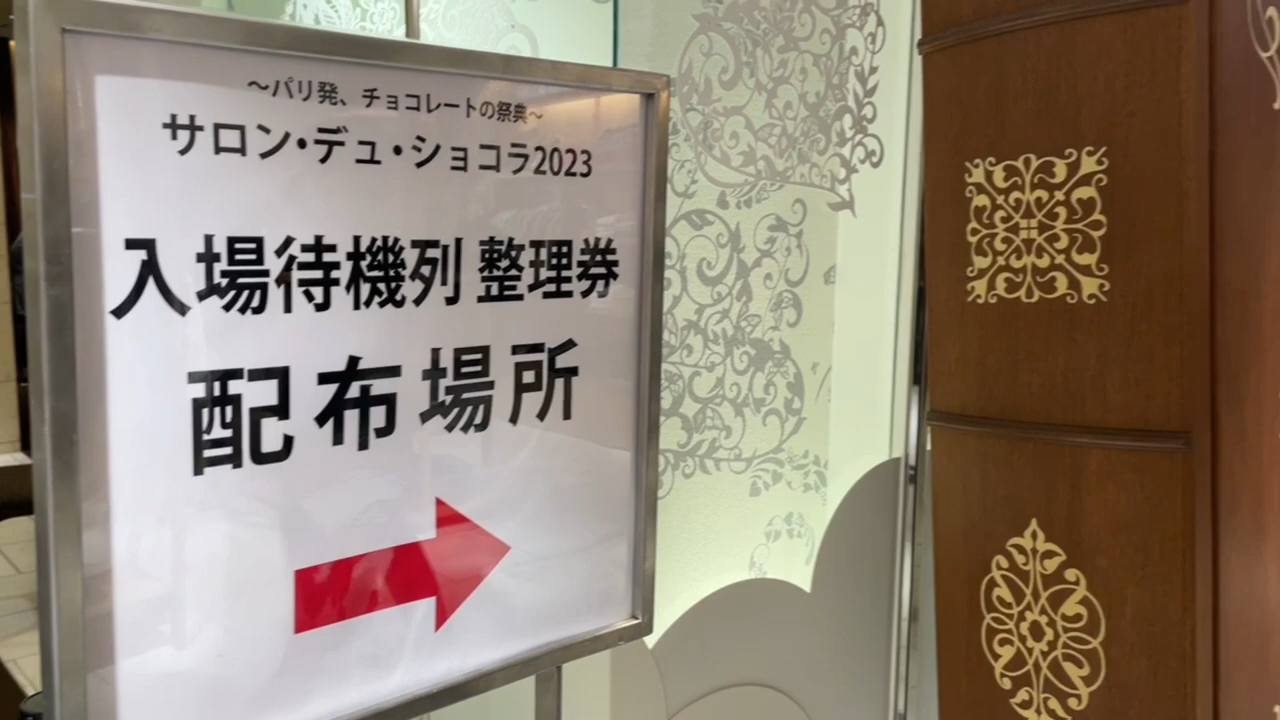 ～パリ発、チョコレートの祭典～
サロン・デュ・ショコラ2023
入場待機列 整理券
配布場所